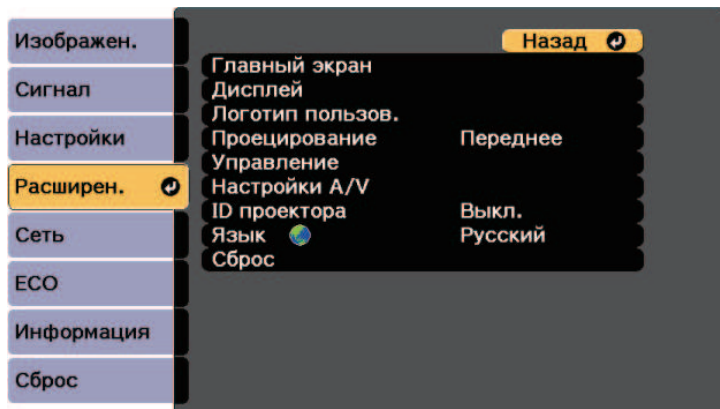 Изображен.
Сигнал
Настройки
Расширен.
Сеть
ECO
Информация
Сброс
Назад
Главный экран
Дисплей
Логотип пользов.
Проецирование Переднее
Управление
Настройки A/V
ID проектора Выкл.
Язык Русский
Сброс